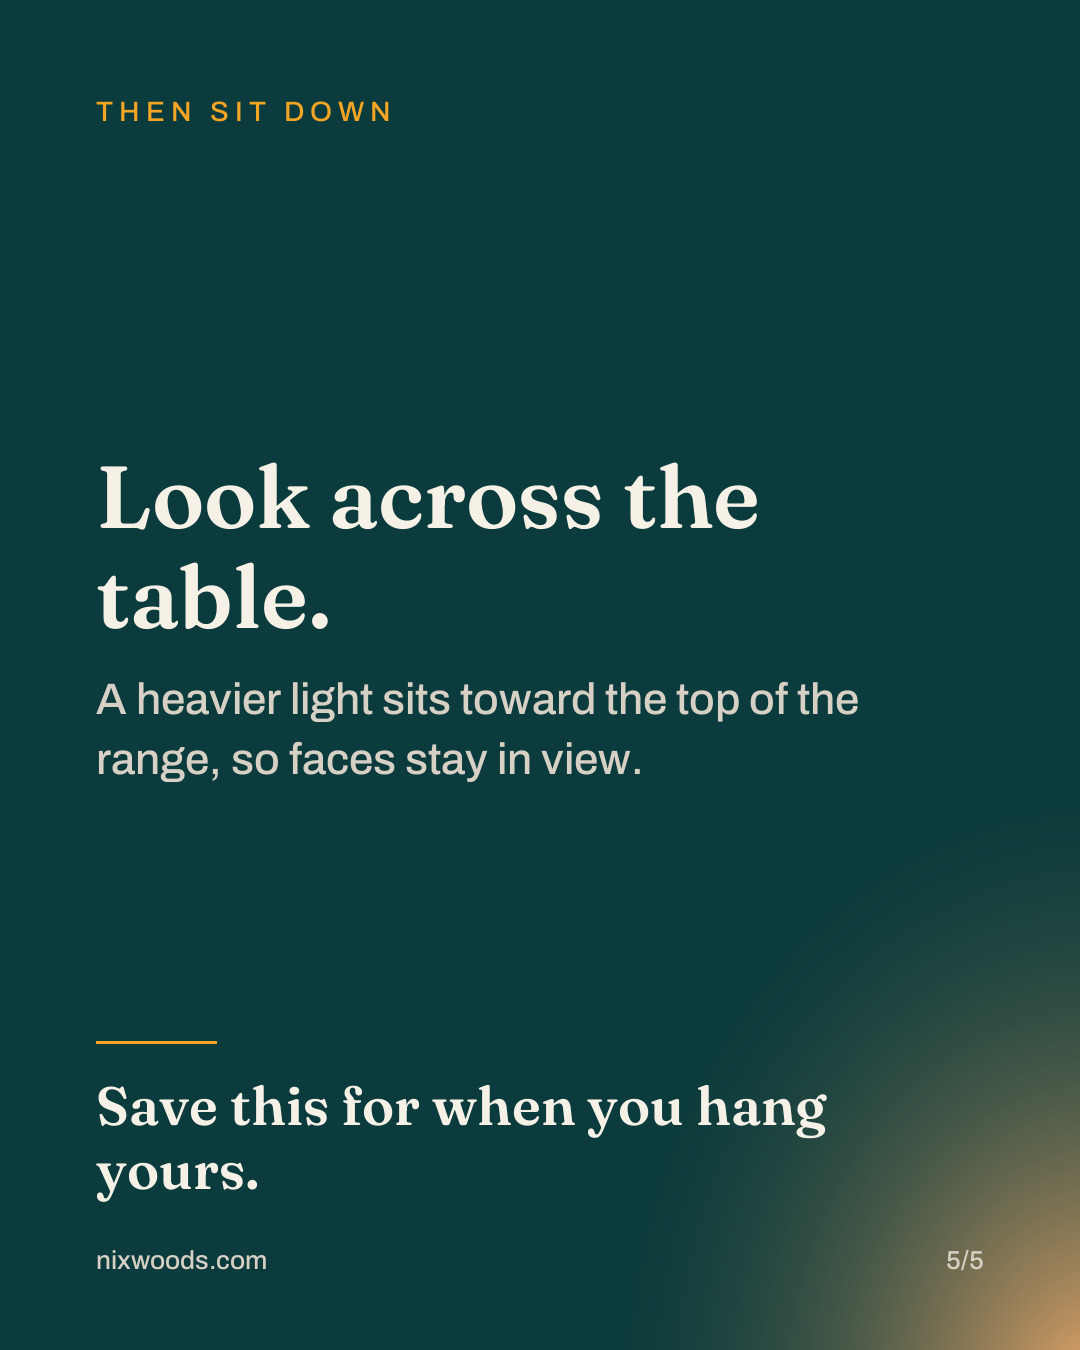 THEN SIT DOWN
Look across the
table.
A heavier light sits toward the top of the
range, so faces stay in view.
Save this for when you hang
yours.
nixwoods.com
5/5